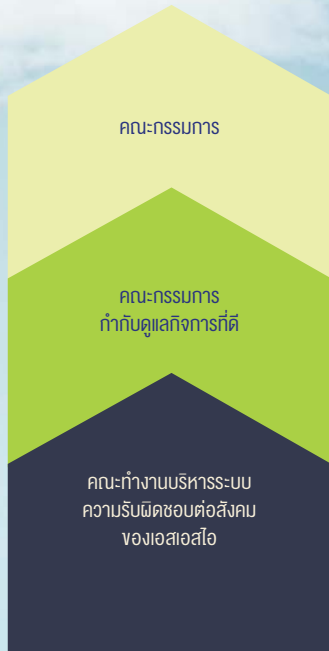 คณะกรรมการ
คณะกรรมการ
กำกับดูแลกิจการที่ดี
คณะทำงานบริหารระบบ
ความรับผิดชอบต่อสังคม
ของเอสเอสไอ